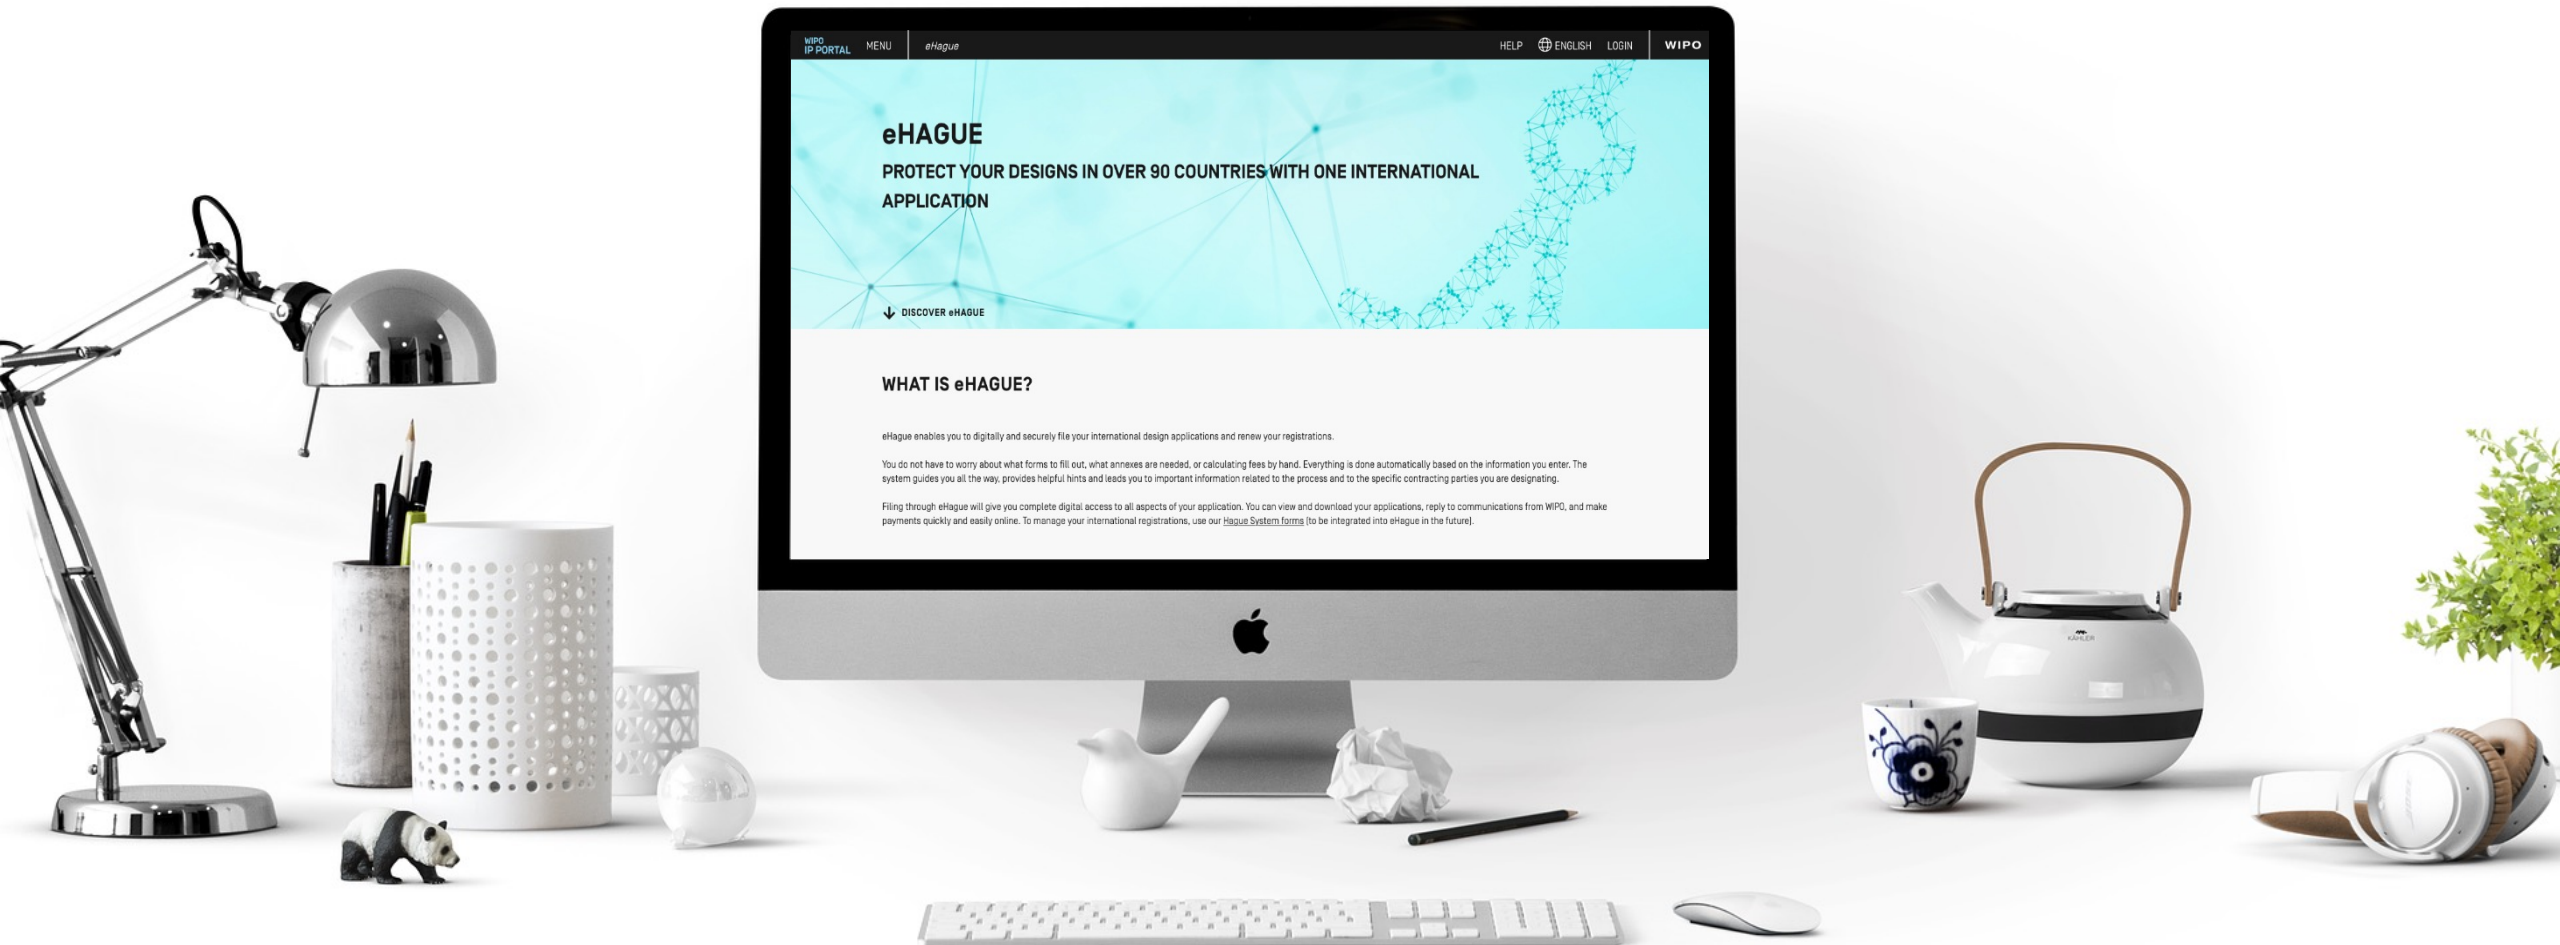 WIPO
IP PORTAL
MENU
eHague
HELP
ENGLISH
LOGIN
WIPO
eHAGUE
PROTECT YOUR DESIGNS IN OVER 90 COUNTRIES WITH ONE INTERNATIONAL
APPLICATION
DISCOVER eHAGUE
WHAT IS eHAGUE?
eHague enables you to digitally and securely file your international design applications and renew your registrations.
You do not have to worry about what forms to fill out, what annexes are needed, or calculating fees by hand. Everything is done automatically based on the information you enter. The
system guides you all the way, provides helpful hints and leads you to important information related to the process and to the specific contracting parties you are designating.
Filing through eHague will give you complete digital access to all aspects of your application. You can view and download your applications, reply to communications from WIPO, and make
payments quickly and easily online. To manage your international registrations, use our Hague System forms (to be integrated into eHague in the future).
KÄHLER